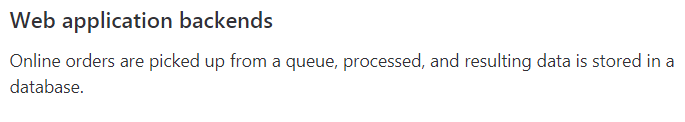 Web application backends
Online orders are picked up from a queue, processed, and resulting data is stored in a
database.